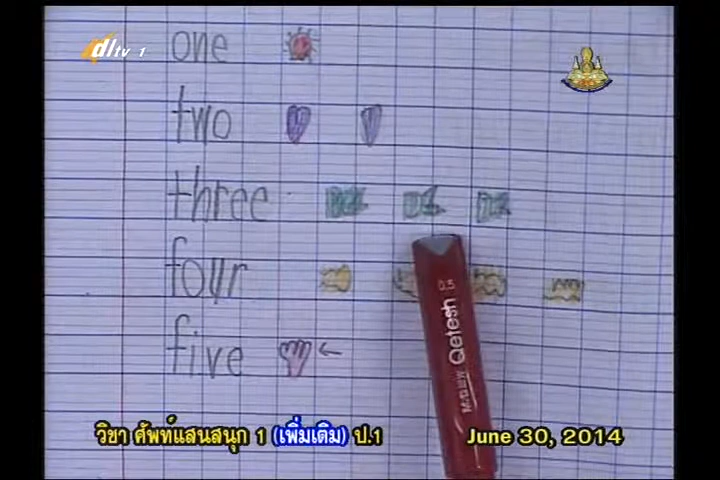 dltv 1
one
two
three
four
five
Qetesh 0.5
วิชา ศัพท์แสนสนุก 1 (เพิ่มเติม) ป.1
June 30, 2014